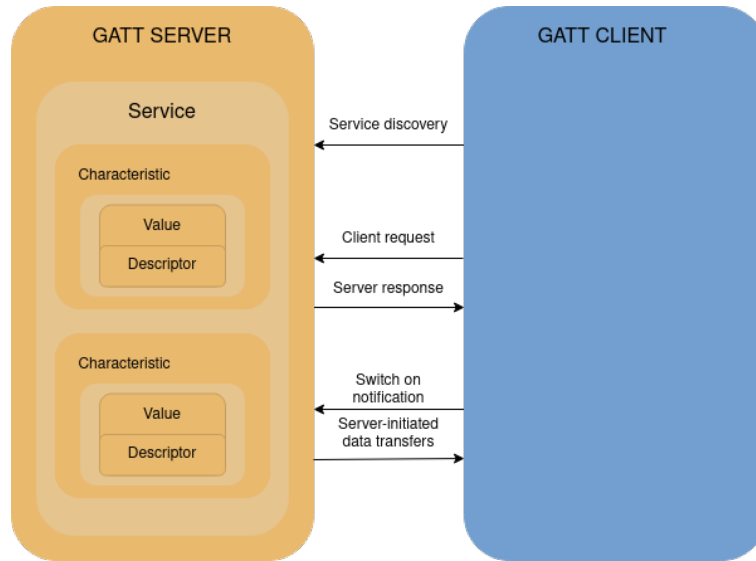 GATT SERVER
Service
Characteristic
Value
Descriptor
Characteristic
Value
Descriptor
Service discovery
Client request
Server response
Switch on
notification
Server-initiated
data transfers
GATT CLIENT